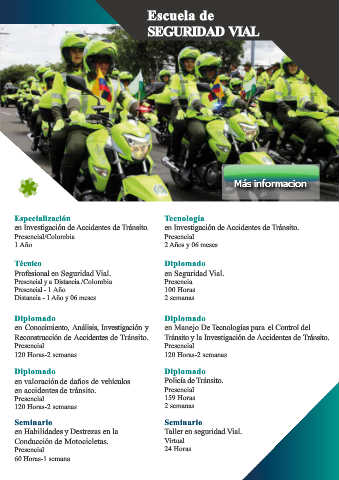 Escuela de
SEGURIDAD VIAL
Más informacion
Especialización
en Investigación de Accidentes de Tránsito.
Presencial/Colombia
1 Año
Tecnología
en Investigación de Accidentes de Tránsito.
Presencial
2 Años y 06 meses
Técnico
Profesional en Seguridad Vial.
Presencial y a Distancia /Colombia
Presencial - 1 Año
Distancia - 1 Año y 06 meses
Diplomado
en Seguridad Vial.
Presencia
100 Horas
2 semanas
Diplomado
en Conocimiento, Análisis, Investigación y
Reconstrucción de Accidentes de Tránsito.
Presencial
120 Horas-2 semanas
Diplomado
en Manejo De Tecnologías para el Control del
Tránsito y la Investigación de Accidentes de Tránsito.
Presencial
120 Horas-2 semanas
Diplomado
en valoración de daños de vehículos
en accidentes de tránsito.
Presencial
120 Horas-2 semanas
Diplomado
Policía de Tránsito.
Presencial
159 Horas
2 semanas
Seminario
en Habilidades y Destrezas en la
Conducción de Motocicletas.
Presencial
60 Horas-1 semana
Seminario
Taller en seguridad Vial.
Virtual
24 Horas